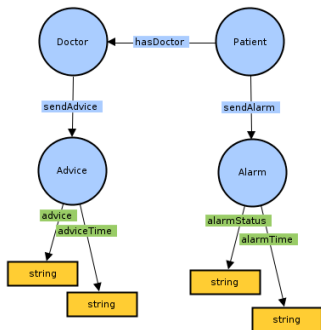 Doctor
hasDoctor
Patient
sendAdvice
sendAlarm
Advice
Alarm
advice
adviceTime
alarmStatus
alarmTime
string
string
string
string